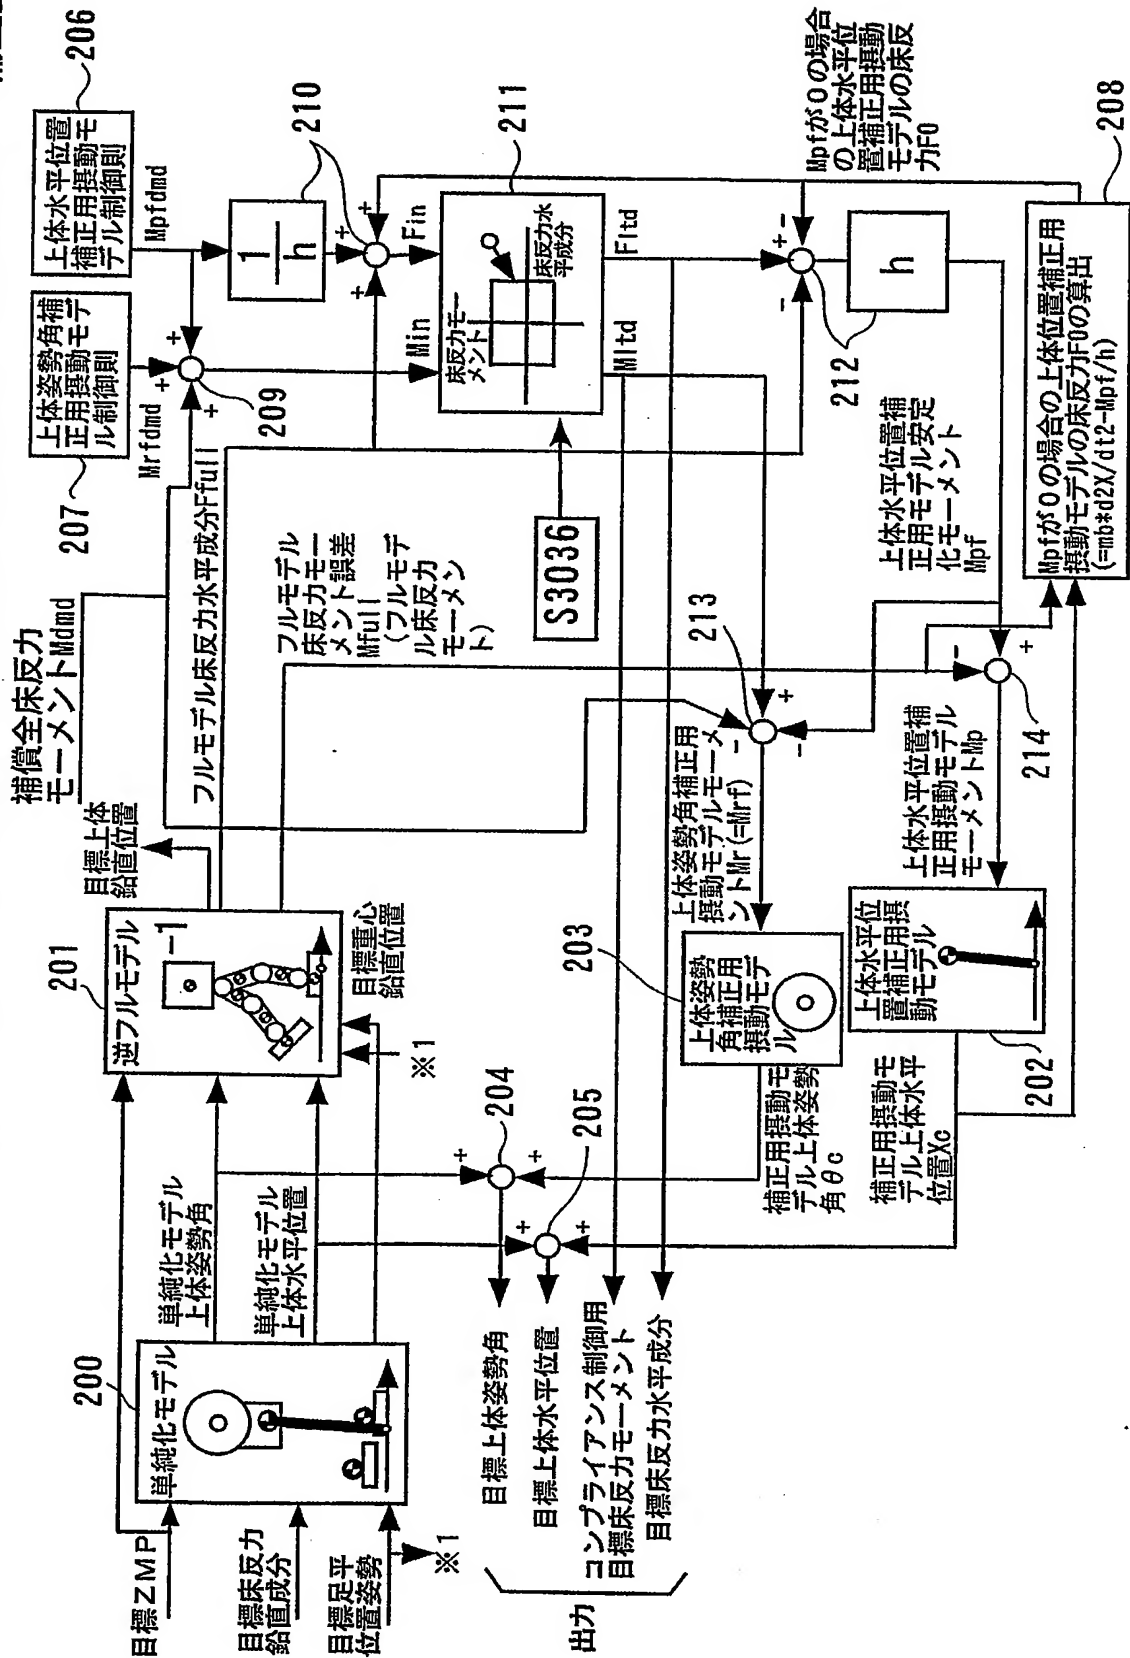 206
上体水平位置
補正用摂動モ
デル制御則
Mpfdmd
207
上体姿勢角補
正用摂動モデ
ル制御則
Mrfdmd
209
210
1
h
Fin
Min
211
床反力モー
メント
床反力水
平成分
Fltd
Mltd
Mpfが0の場合
の上体水平位
置補正用摂動
モデルの床反
力F0
208
Mpfが0の場合の上体位置補正用
摂動モデルの床反力F0の算出
(=mb*d2X/dt2-Mpf/h)
212
h
S3036
補償全床反力
モーメントMdmd
フルモデル床反力水平成分Ffull
フルモデル
床反力モー
メント誤差
Mfull
(フルモデ
ル床反力
モーメン
ト)
上体水平位置補
正用モデル安定
化モーメント
Mpf
213
214
上体姿勢角補正用
摂動モデルモーメ
ントMr(=Mrf)
上体水平位置補
正用摂動モデル
モーメントMp
目標上体
鉛直位置
201
逆フルモデル
-1
目標重心
鉛直位置
※1
203
上体姿勢
角補正用
摂動モデ
ル
202
上体水平位
置補正用摂
動モデル
補正用摂動モ
デル上体姿勢
角θc
補正用摂動モ
デル上体水平
位置Xc
204
205
単純化モデル
上体姿勢角
単純化モデル
上体水平位置
200
単純化モデル
目標ZMP
目標床反力
鉛直成分
目標足平
位置姿勢
※1
目標上体姿勢角
目標上体水平位置
コンプライアンス制御用
目標床反力モーメント
目標床反力水平成分
出力